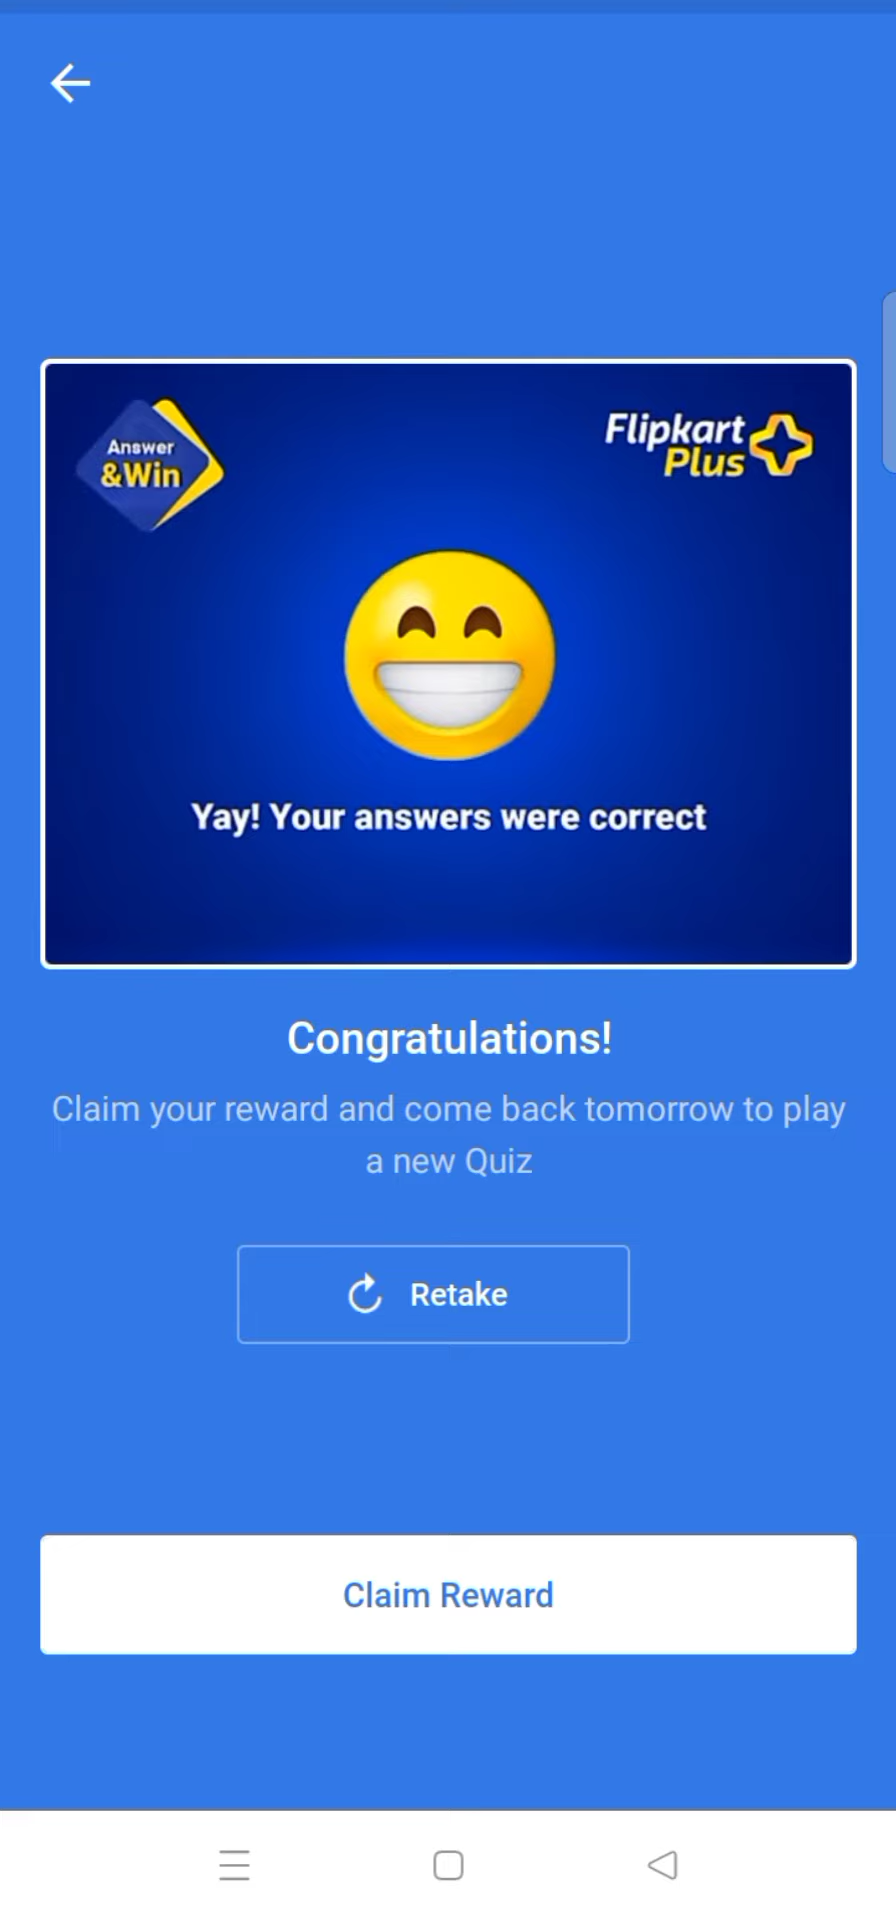 Answer
&Win
Flipkart
Plus
Yay! Your answers were correct
Congratulations!
Claim your reward and come back tomorrow to play
a new Quiz
Retake
Claim Reward